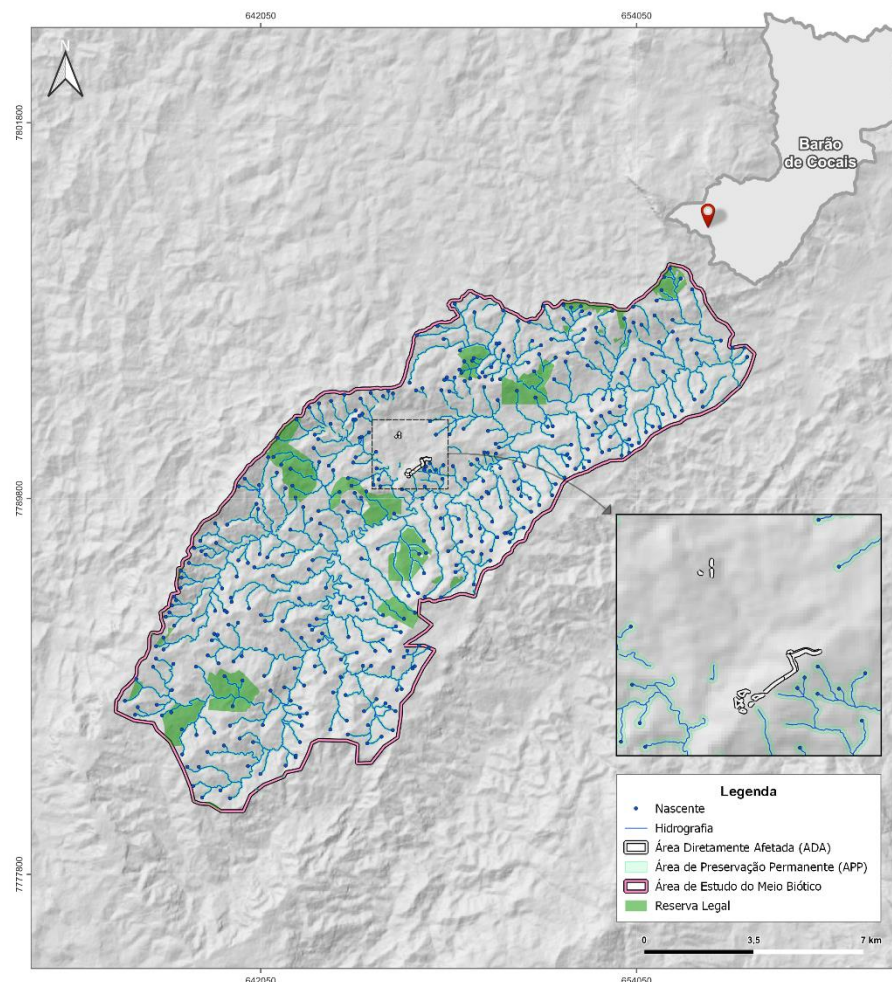 642050 654050
N
7801800
Barão
de Cocais
7789800
7777800
Legenda
Nascente
Hidrografia
Área Diretamente Afetada (ADA)
Área de Preservação Permanente (APP)
Área de Estudo do Meio Biótico
Reserva Legal
0 3,5 7 km
642050 654050